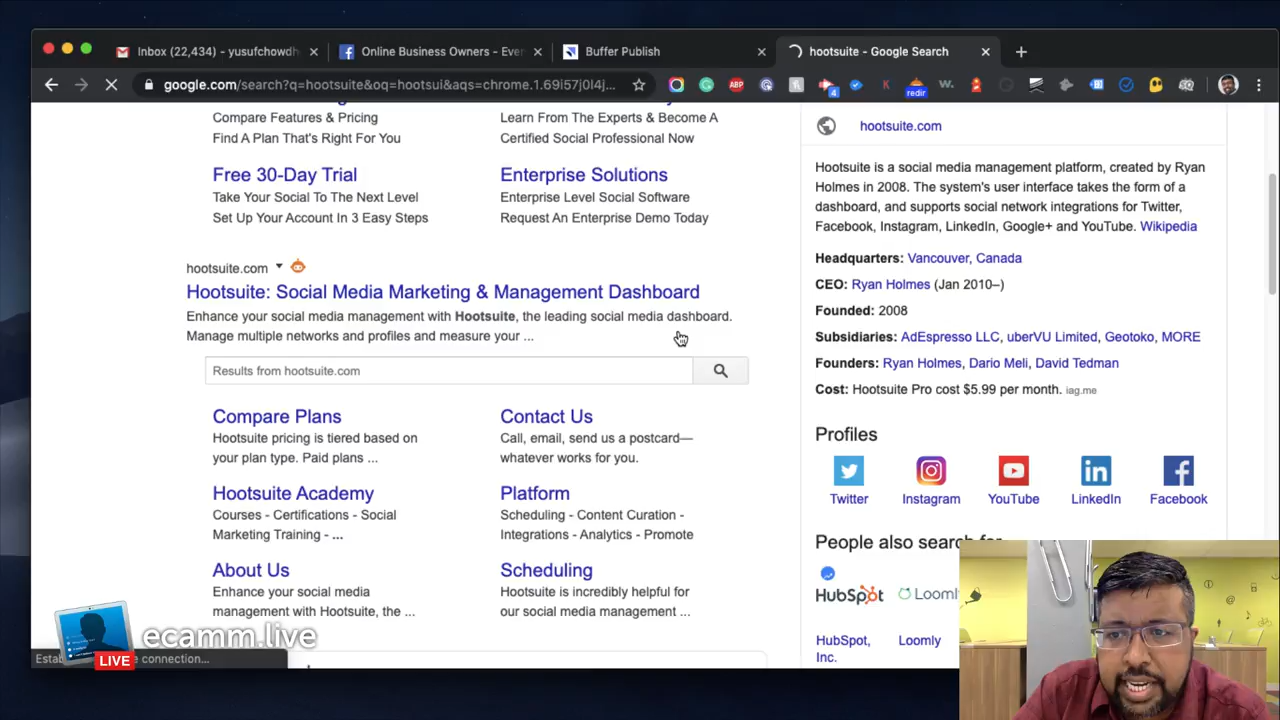 Inbox (22,434) - yusufchowdh
Online Business Owners - Ever
Buffer Publish
hootsuite - Google Search
google.com/search?q=hootsuite&oq=hootsui&aqs=chrome.1.69i57j0l4j...
4
redir
Compare Features & Pricing
Find A Plan That's Right For You
Learn From The Experts & Become A
Certified Social Professional Now
Free 30-Day Trial
Take Your Social To The Next Level
Set Up Your Account In 3 Easy Steps
Enterprise Solutions
Enterprise Level Social Software
Request An Enterprise Demo Today
hootsuite.com
Hootsuite: Social Media Marketing & Management Dashboard
Enhance your social media management with Hootsuite, the leading social media dashboard.
Manage multiple networks and profiles and measure your ...
Results from hootsuite.com
Compare Plans
Hootsuite pricing is tiered based on
your plan type. Paid plans ...
Contact Us
Call, email, send us a postcard—
whatever works for you.
Hootsuite Academy
Courses - Certifications - Social
Marketing Training - ...
Platform
Scheduling - Content Curation -
Integrations - Analytics - Promote
About Us
Enhance your social media
management with Hootsuite, the ...
Scheduling
Hootsuite is incredibly helpful for
our social media management ...
hootsuite.com
Hootsuite is a social media management platform, created by Ryan
Holmes in 2008. The system's user interface takes the form of a
dashboard, and supports social network integrations for Twitter,
Facebook, Instagram, LinkedIn, Google+ and YouTube. Wikipedia
Headquarters: Vancouver, Canada
CEO: Ryan Holmes (Jan 2010–)
Founded: 2008
Subsidiaries: AdEspresso LLC, uberVU Limited, Geotoko, MORE
Founders: Ryan Holmes, Dario Meli, David Tedman
Cost: Hootsuite Pro cost $5.99 per month. iag.me
Profiles
Twitter
Instagram
YouTube
LinkedIn
Facebook
People also search for
HubSpot
Loomly
HubSpot,
Inc.
Loomly
ecamm.live
LIVE
connection...